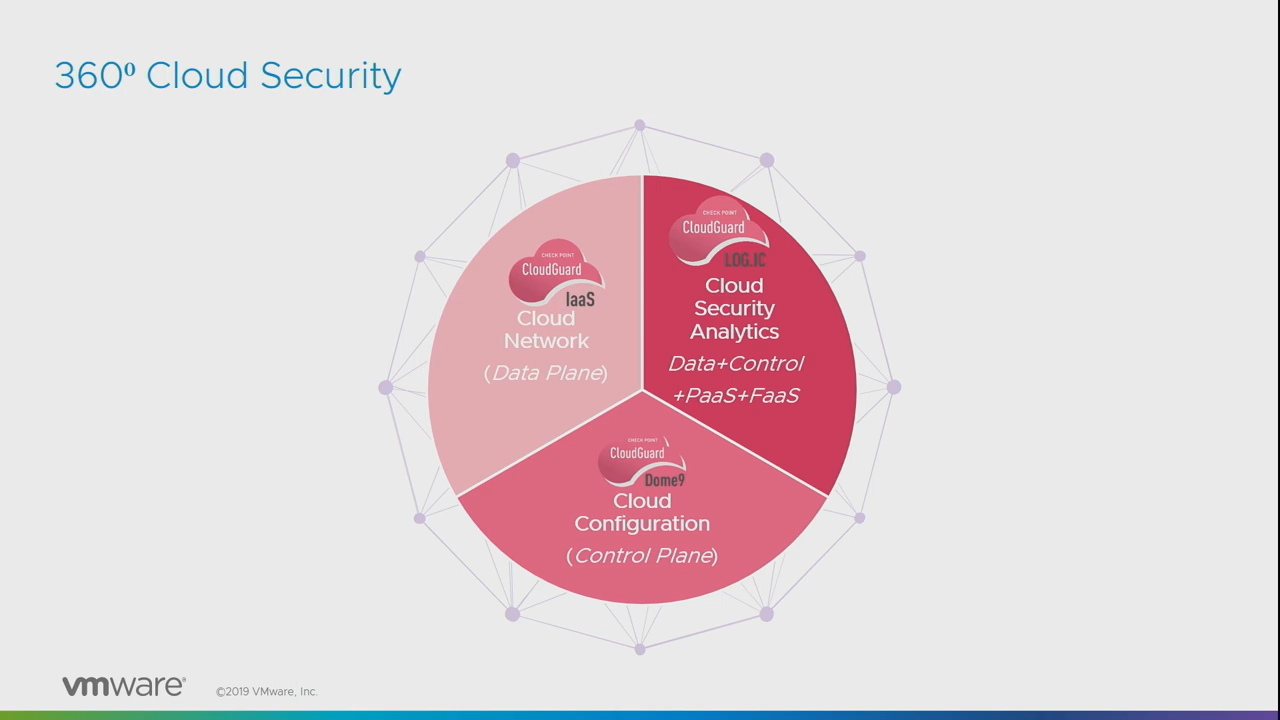 360⁰ Cloud Security
CHECK POINT
CloudGuard
IaaS
Cloud
Network
(Data Plane)
CHECK POINT
CloudGuard
LOG.IC
Cloud
Security
Analytics
Data+Control
+PaaS+FaaS
CHECK POINT
CloudGuard
Dome9
Cloud
Configuration
(Control Plane)
vmware®
©2019 VMware, Inc.